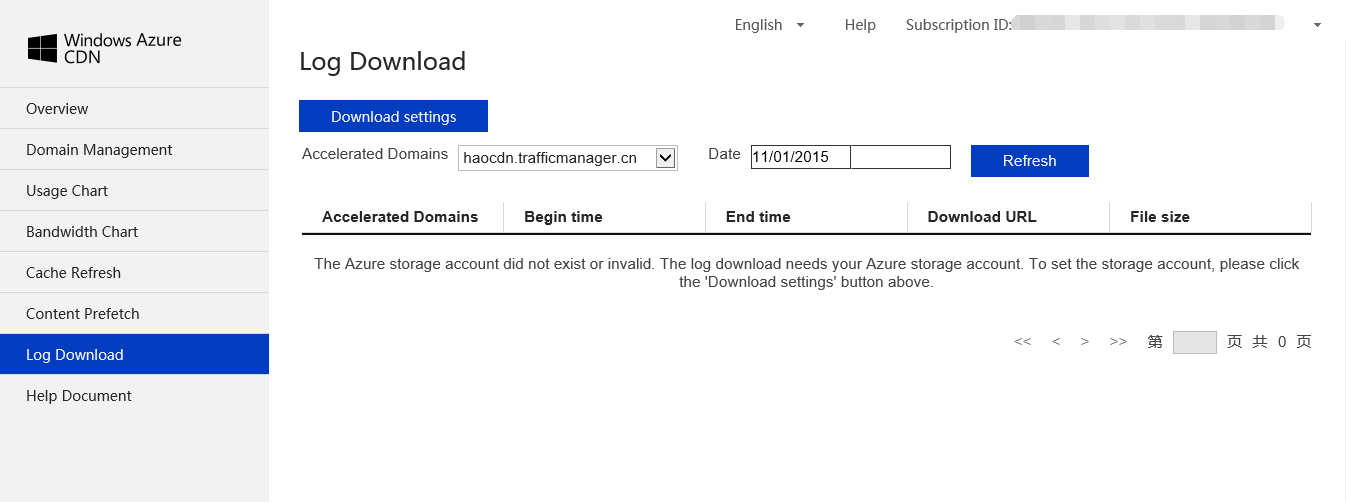 Windows Azure
CDN
Overview
Domain Management
Usage Chart
Bandwidth Chart
Cache Refresh
Content Prefetch
Log Download
Help Document
English Help Subscription ID:
Log Download
Download settings
Accelerated Domains haocdn.trafficmanager.cn Date 11/01/2015 Refresh
Accelerated Domains Begin time End time Download URL File size
The Azure storage account did not exist or invalid. The log download needs your Azure storage account. To set the storage account, please click
the 'Download settings' button above.
<< < > >> 第 页 共 0 页